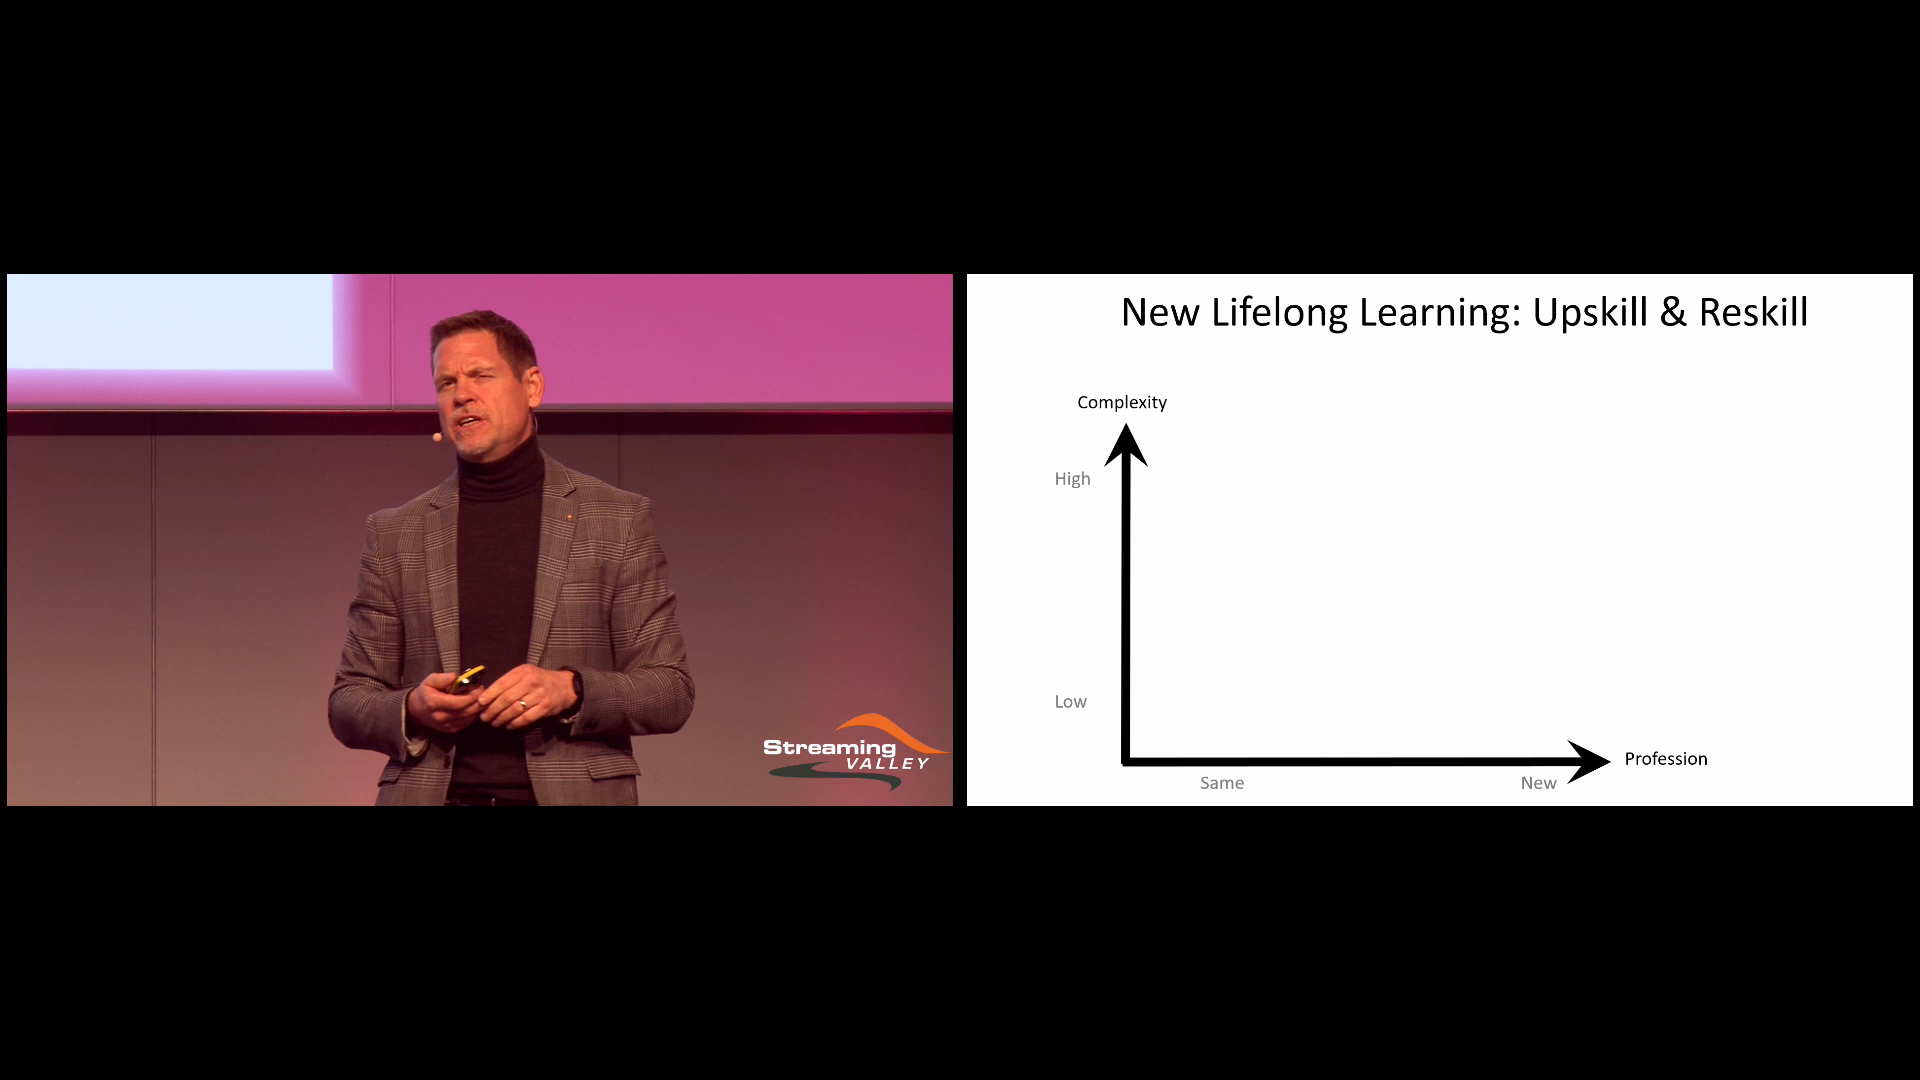 Streaming
VALLEY
New Lifelong Learning: Upskill & Reskill
Complexity
High
Low
Profession
Same
New